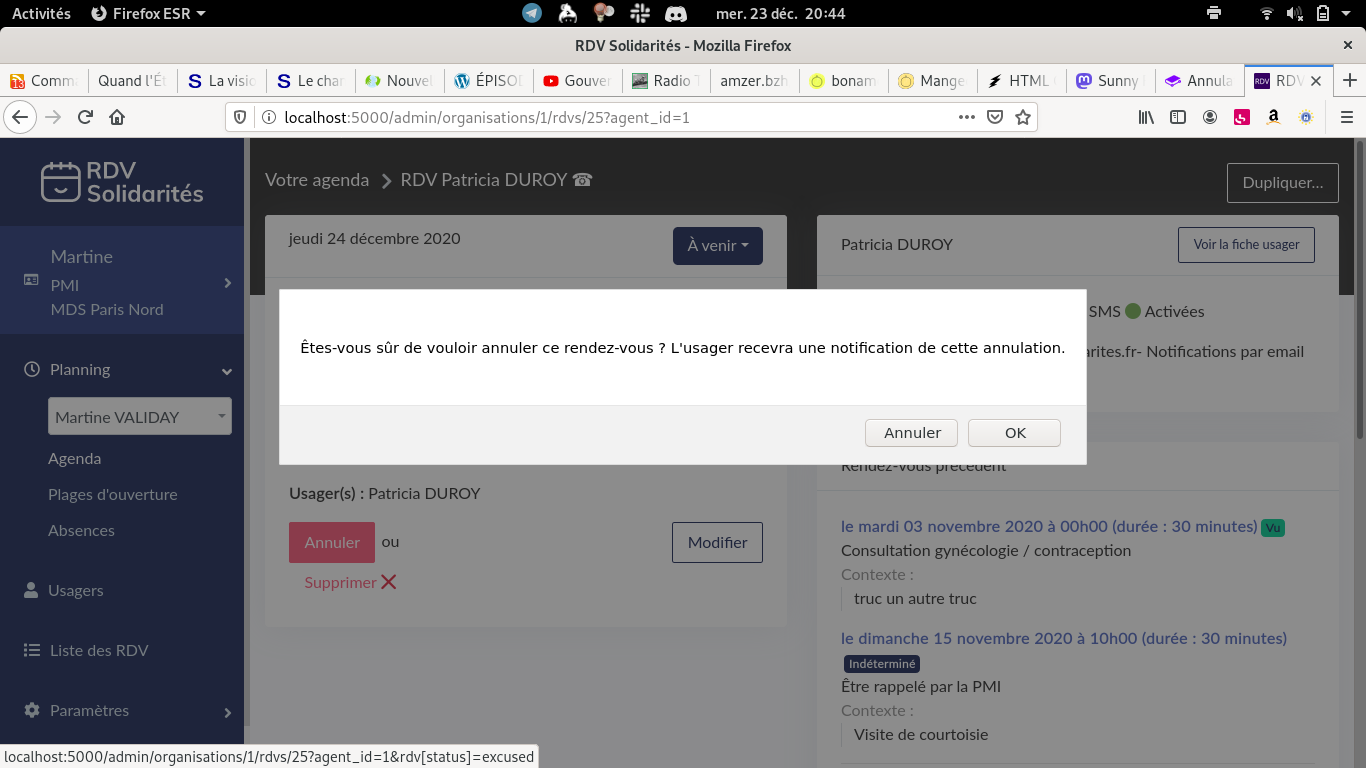 Activités Firefox ESR mer. 23 déc. 20:44
RDV Solidarités - Mozilla Firefox
Comm Quand l'Ét La visio Le char Nouvel ÉPISO Gouver Radio T amzer.bzh bonam Mange HTML Sunny Annula RDV
localhost:5000/admin/organisations/1/rdvs/25?agent_id=1
RDV
Solidarités
Votre agenda RDV Patricia DUROY ☎
Dupliquer...
Martine
PMI
MDS Paris Nord
Planning
Martine VALIDAY
Agenda
Plages d'ouverture
Absences
Usagers
Liste des RDV
Paramètres
jeudi 24 décembre 2020
À venir
Patricia DUROY
Voir la fiche usager
SMS Activées
arites.fr- Notifications par email
Êtes-vous sûr de vouloir annuler ce rendez-vous ? L'usager recevra une notification de cette annulation.
Annuler OK
Usager(s) : Patricia DUROY
Annuler ou
Modifier
Supprimer
Rendez-vous précédent
le mardi 03 novembre 2020 à 00h00 (durée : 30 minutes) Vu
Consultation gynécologie / contraception
Contexte :
truc un autre truc
le dimanche 15 novembre 2020 à 10h00 (durée : 30 minutes)
Indéterminé
Être rappelé par la PMI
Contexte :
Visite de courtoisie
localhost:5000/admin/organisations/1/rdvs/25?agent_id=1&rdv[status]=excused